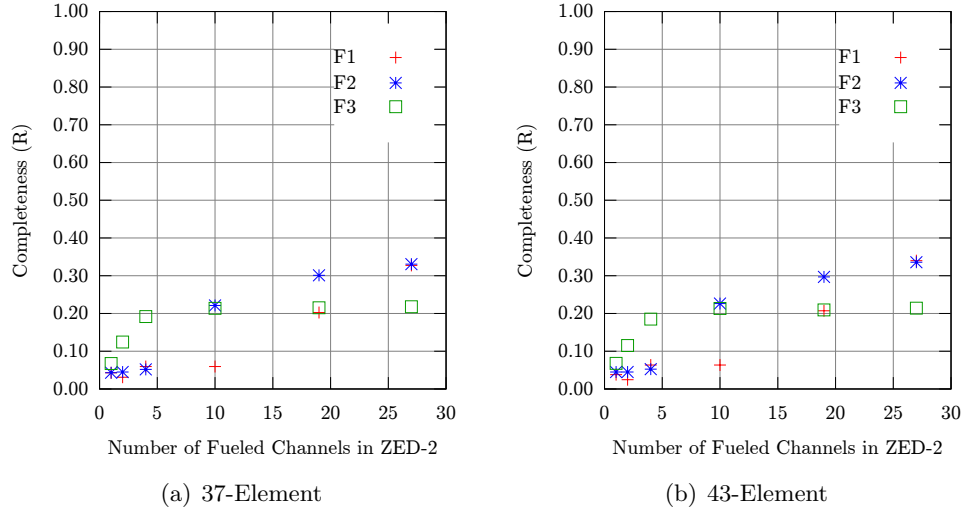 1.00
0.90
0.80
0.70
0.60
0.50
0.40
0.30
0.20
0.10
0.00
Completeness (R)
F1
F2
F3
0 5 10 15 20 25 30
Number of Fueled Channels in ZED-2
(a) 37-Element
1.00
0.90
0.80
0.70
0.60
0.50
0.40
0.30
0.20
0.10
0.00
Completeness (R)
F1
F2
F3
0 5 10 15 20 25 30
Number of Fueled Channels in ZED-2
(b) 43-Element